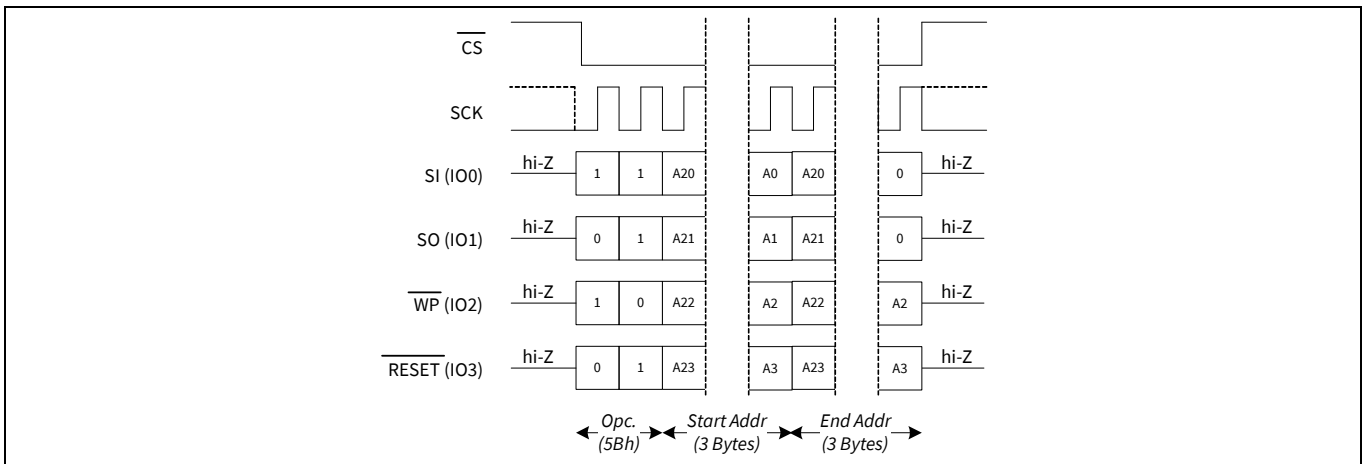 CS
SCK
SI (IO0) hi-Z 1 1 A20 A0 A20 0 hi-Z
SO (IO1) hi-Z 0 1 A21 A1 A21 0 hi-Z
WP (IO2) hi-Z 1 0 A22 A2 A22 A2 hi-Z
RESET (IO3) hi-Z 0 1 A23 A3 A23 A3 hi-Z
Opc. Start Addr End Addr
(5Bh) (3 Bytes) (3 Bytes)